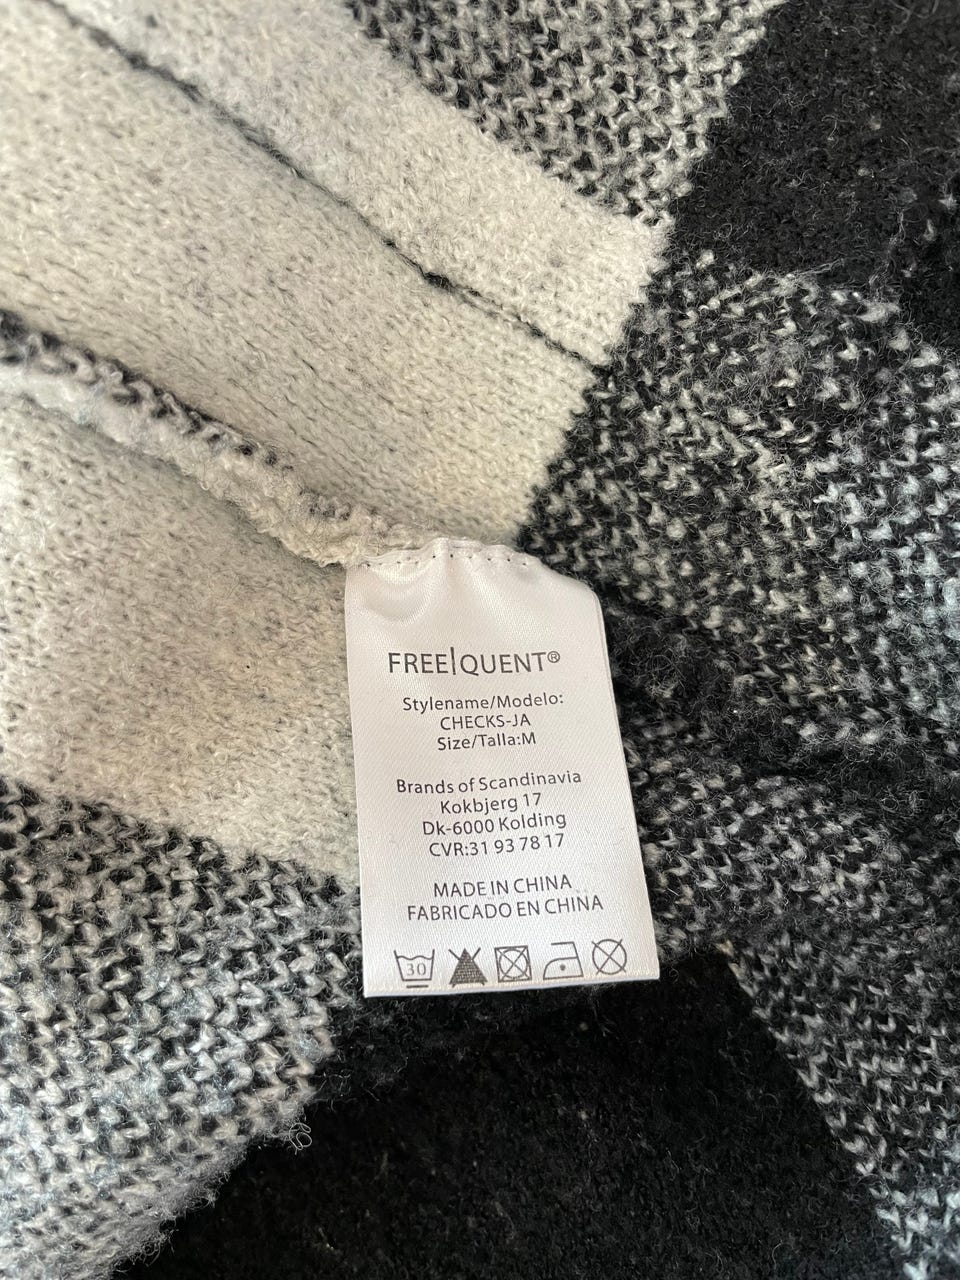 FREE|QUENT®
Stylename/Modelo:
CHECKS-JA
Size/Talla:M
Brands of Scandinavia
Kokbjerg 17
Dk-6000 Kolding
CVR:31 93 78 17
MADE IN CHINA
FABRICADO EN CHINA
30